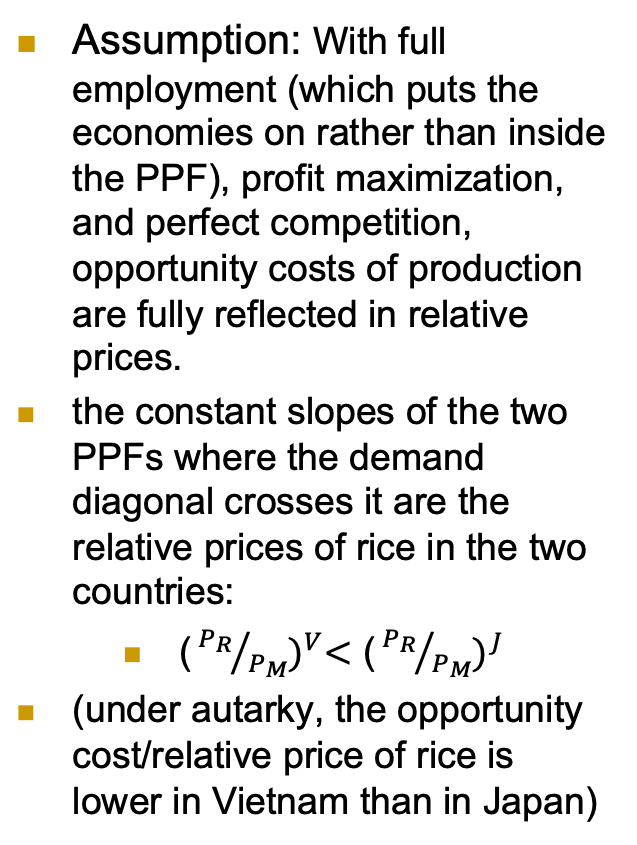 Assumption: With full
employment (which puts the
economies on rather than inside
the PPF), profit maximization,
and perfect competition,
opportunity costs of production
are fully reflected in relative
prices.
the constant slopes of the two
PPFs where the demand
diagonal crosses it are the
relative prices of rice in the two
countries:
(P_R/P_M)^V < (P_R/P_M)^J
(under autarky, the opportunity
cost/relative price of rice is
lower in Vietnam than in Japan)